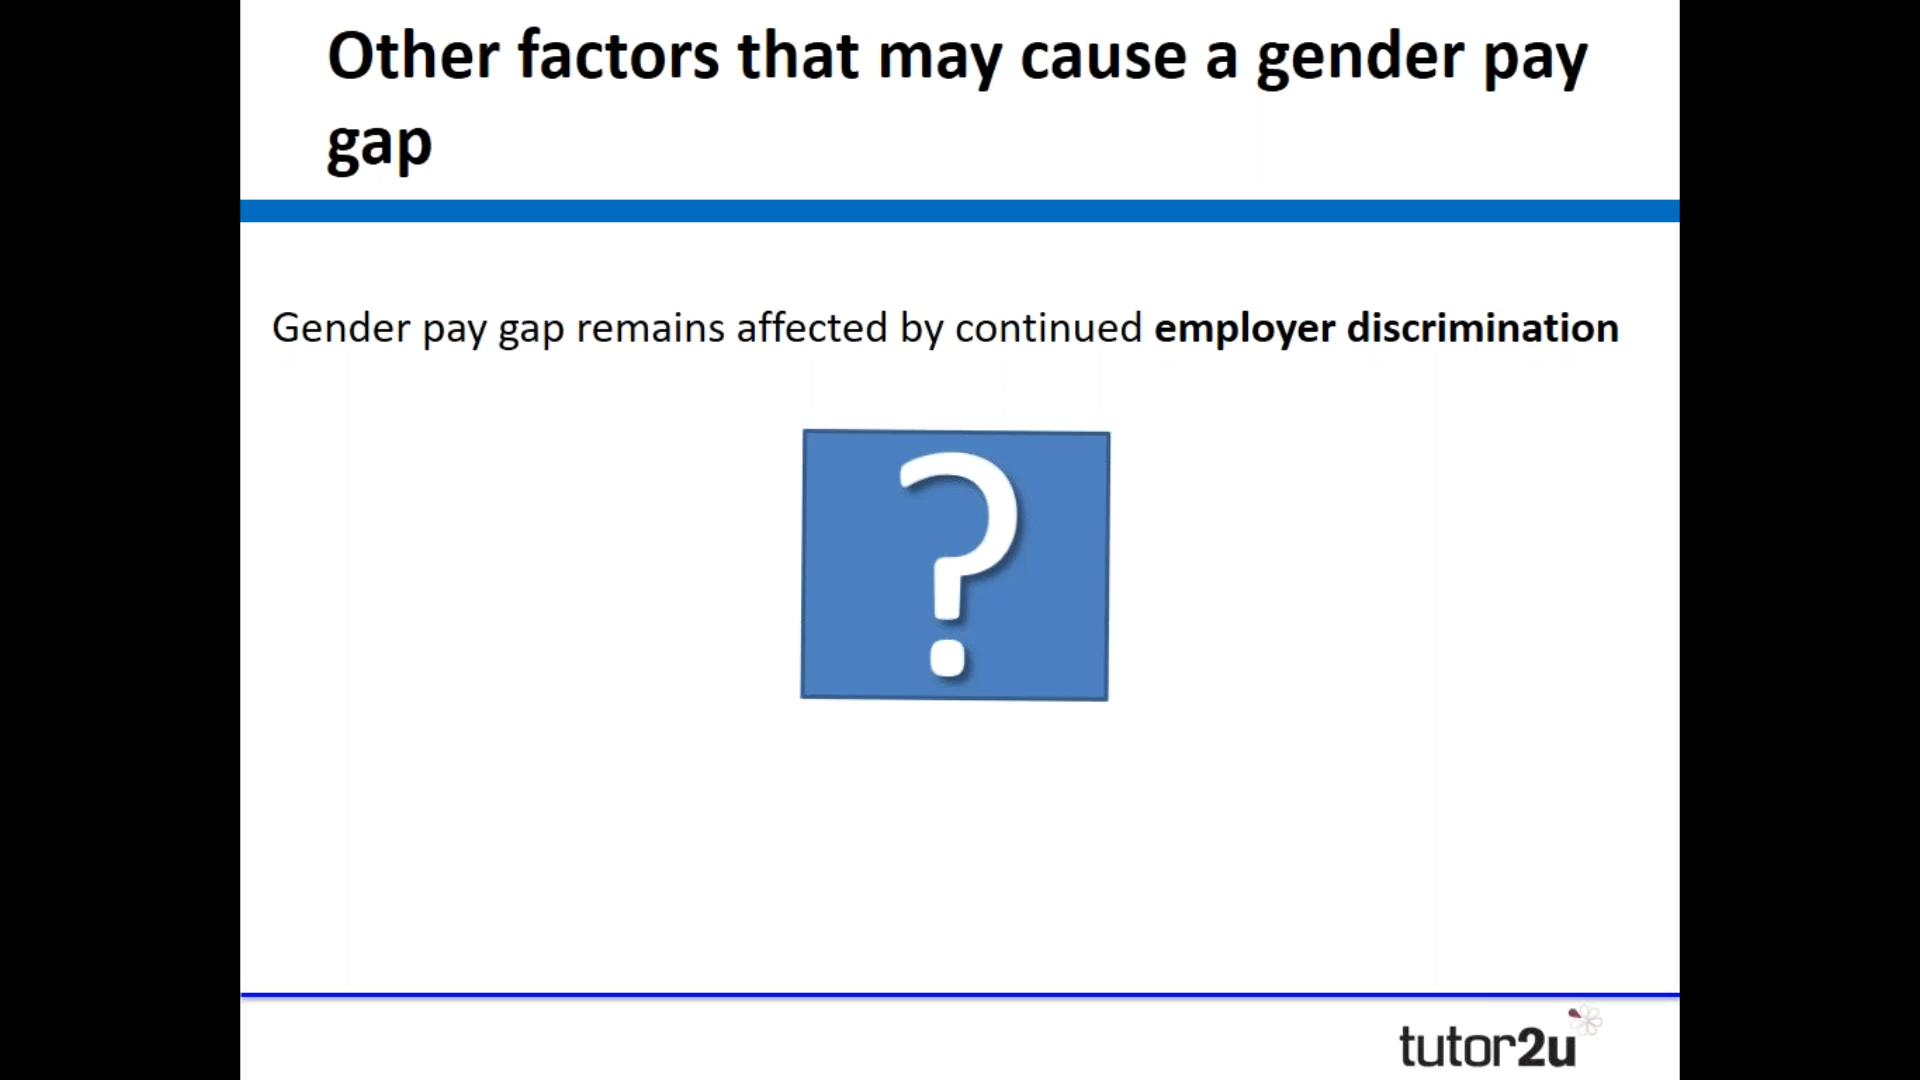 Other factors that may cause a gender pay
gap
Gender pay gap remains affected by continued employer discrimination
?
tutor2u